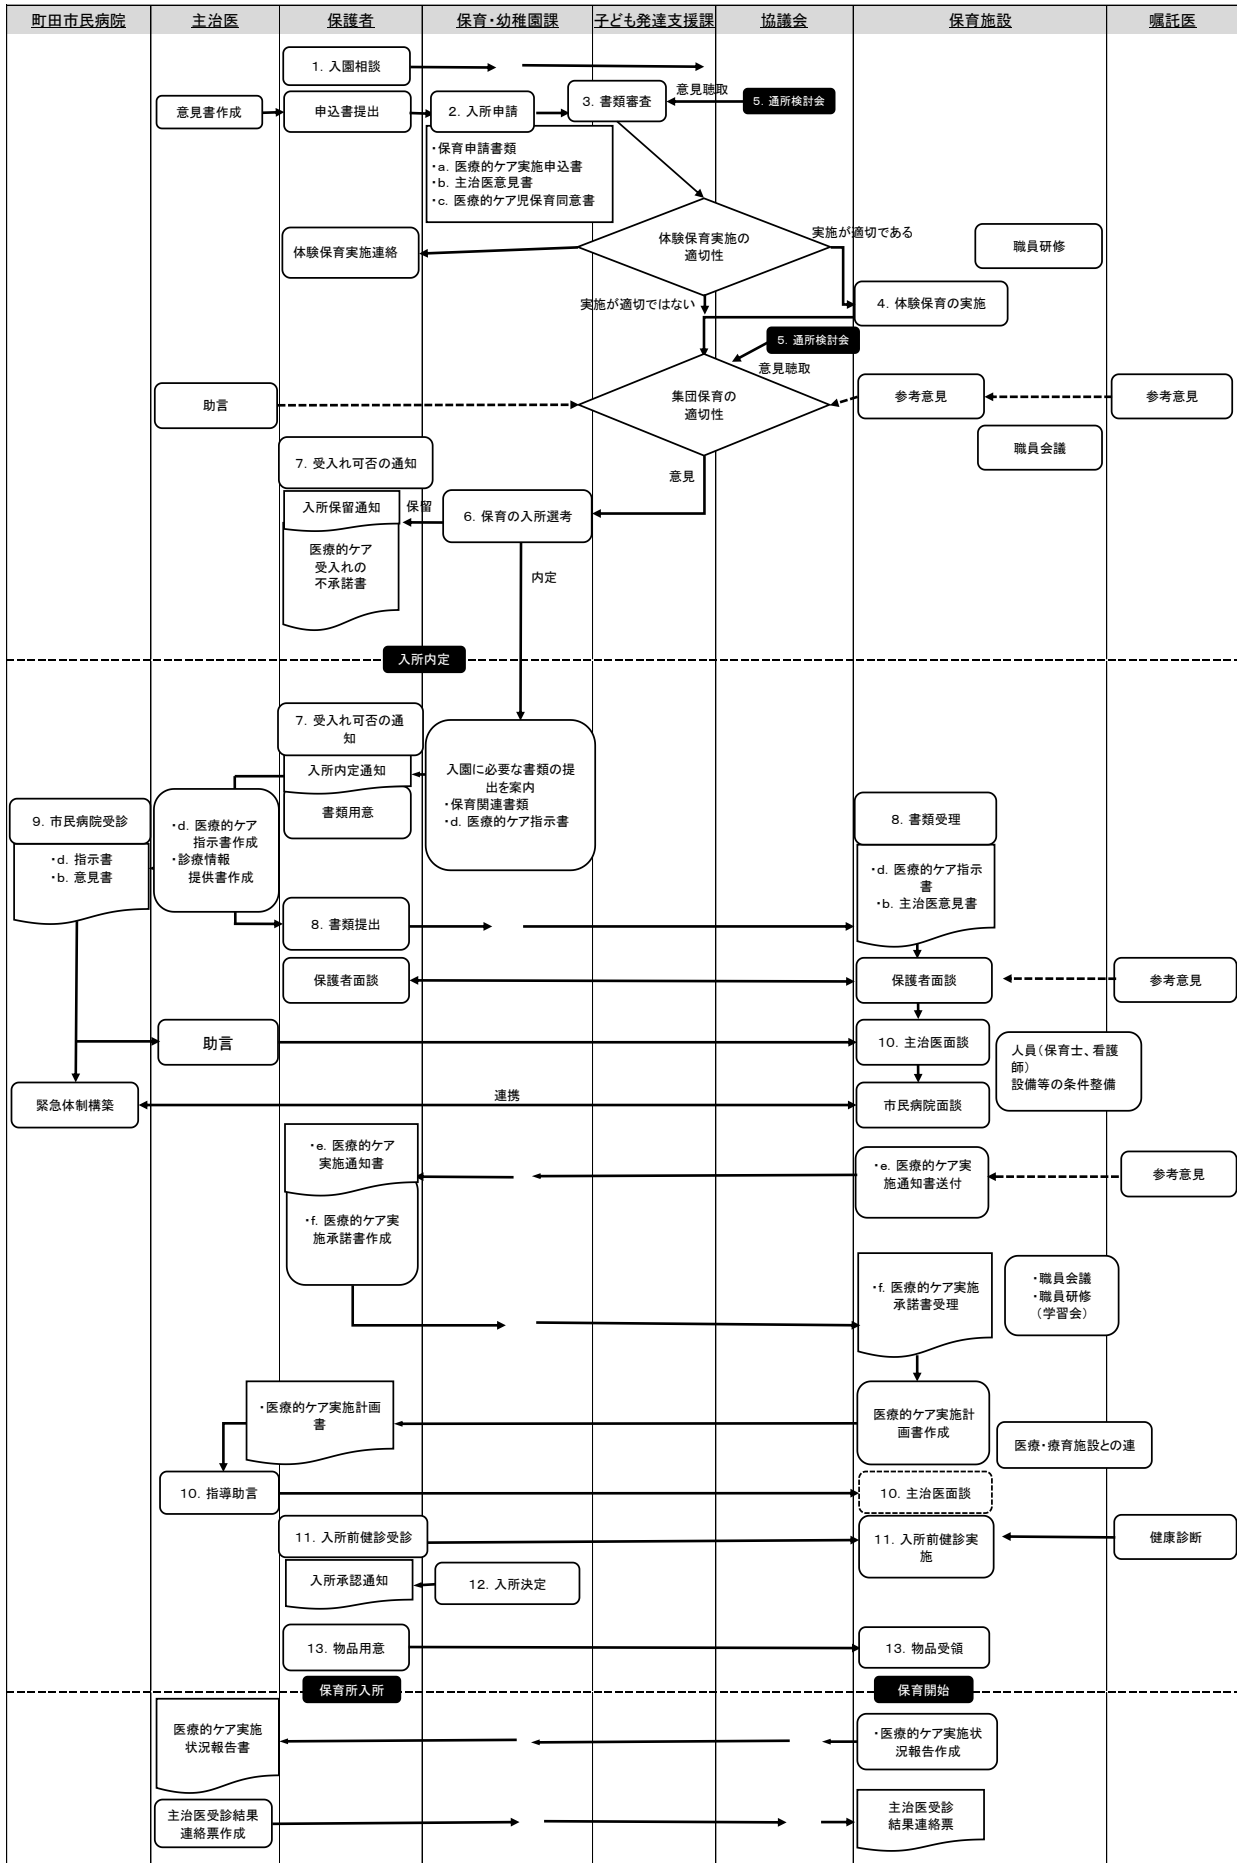 町田市民病院
主治医
保護者
保育・幼稚園課
子ども発達支援課
協議会
保育施設
嘱託医
1. 入園相談
意見書作成
申込書提出
2. 入所申請
3. 書類審査
意見聴取
5. 通所検討会
・保育申請書類
・a. 医療的ケア実施申込書
・b. 主治医意見書
・c. 医療的ケア児保育同意書
体験保育実施連絡
体験保育実施の
適切性
実施が適切である
職員研修
実施が適切ではない
4. 体験保育の実施
5. 通所検討会
意見聴取
助言
集団保育の
適切性
参考意見
参考意見
職員会議
7. 受入れ可否の通知
意見
入所保留通知
保留
6. 保育の入所選考
医療的ケア
受入れの
不承諾書
内定
入所内定
7. 受入れ可否の通
知
入所内定通知
書類用意
入園に必要な書類の提
出を案内
・保育関連書類
・d. 医療的ケア指示書
9. 市民病院受診
・d. 指示書
・b. 意見書
・d. 医療的ケア
指示書作成
・診療情報
提供書作成
8. 書類受理
・d. 医療的ケア指示
書
・b. 主治医意見書
8. 書類提出
保護者面談
保護者面談
参考意見
助言
10. 主治医面談
人員(保育士、看護
師)
設備等の条件整備
緊急体制構築
連携
市民病院面談
・e. 医療的ケア
実施通知書
・e. 医療的ケア実
施通知書送付
参考意見
・f. 医療的ケア実
施承諾書作成
・f. 医療的ケア実施
承諾書受理
・職員会議
・職員研修
(学習会)
・医療的ケア実施計画
書
医療的ケア実施計
画書作成
医療・療育施設との連
10. 指導助言
10. 主治医面談
11. 入所前健診受診
11. 入所前健診実
施
健康診断
入所承認通知
12. 入所決定
13. 物品用意
13. 物品受領
保育所入所
保育開始
医療的ケア実施
状況報告書
・医療的ケア実施状
況報告作成
主治医受診結果
連絡票作成
主治医受診
結果連絡票